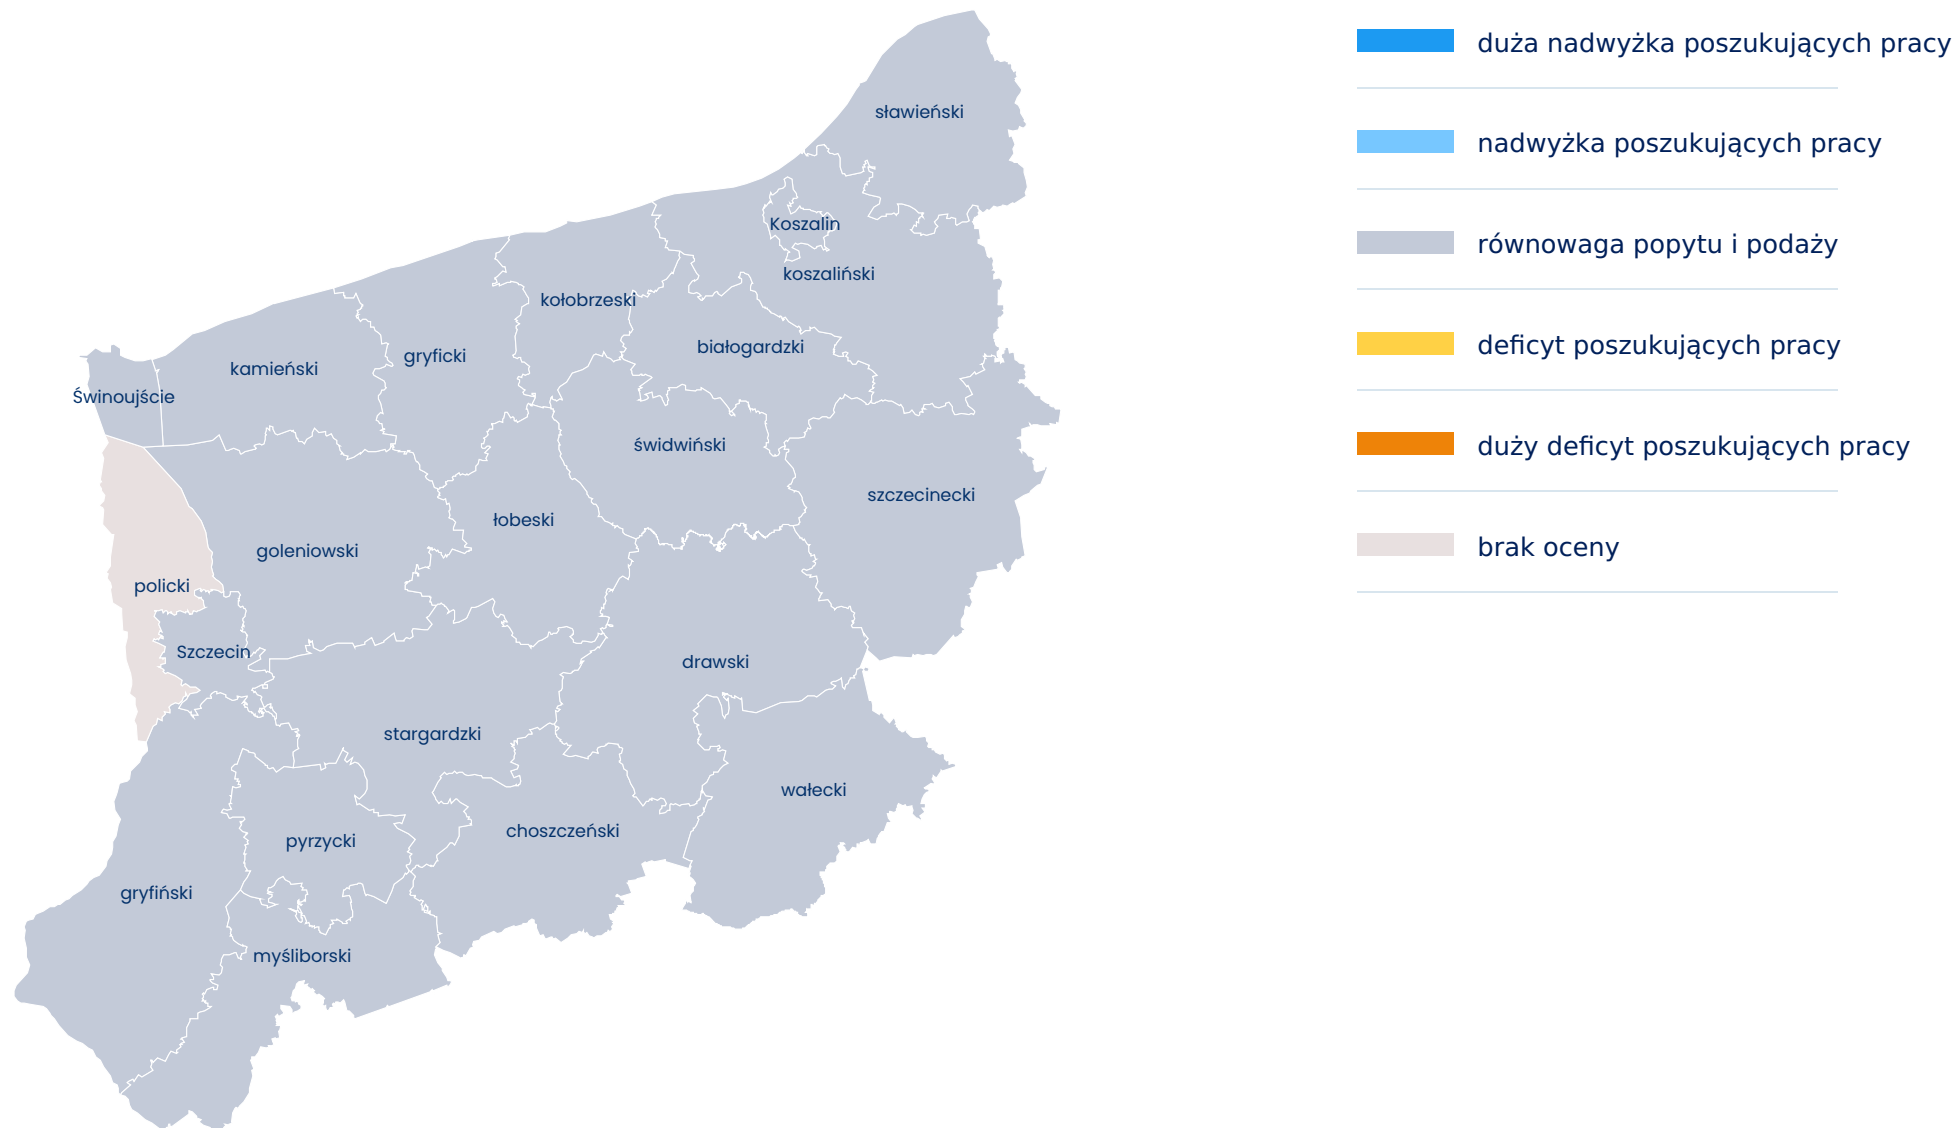 sławieński
Koszalin
koszaliński
kołobrzeski
białogardzki
gryficki
kamieński
Świnoujście
świdwiński
szczecinecki
łobeski
goleniowski
policki
Szczecin
drawski
stargardzki
wałecki
choszczeński
pyrzycki
gryfiński
myśliborski
duża nadwyżka poszukujących pracy
nadwyżka poszukujących pracy
równowaga popytu i podaży
deficyt poszukujących pracy
duży deficyt poszukujących pracy
brak oceny